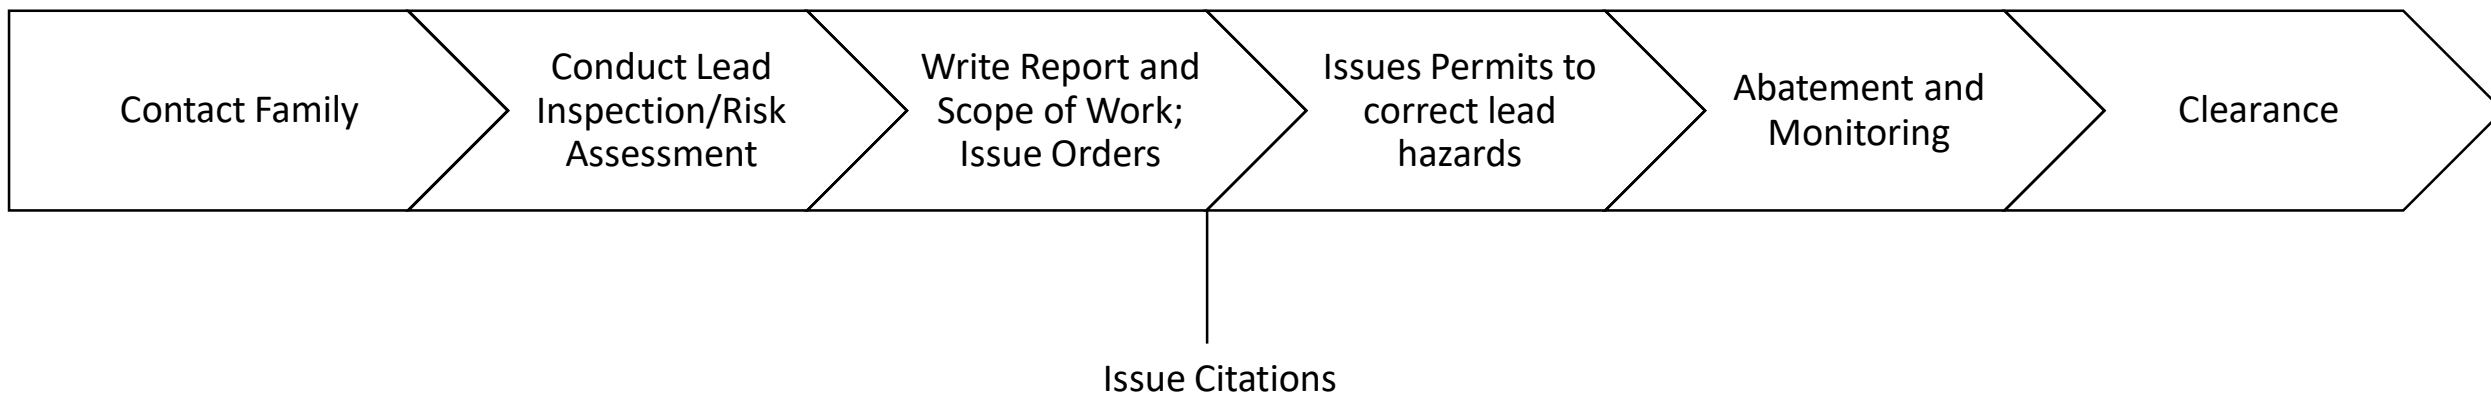 Contact Family
Conduct Lead
Inspection/Risk
Assessment
Write Report and
Scope of Work;
Issue Orders
Issues Permits to
correct lead
hazards
Abatement and
Monitoring
Clearance
Issue Citations